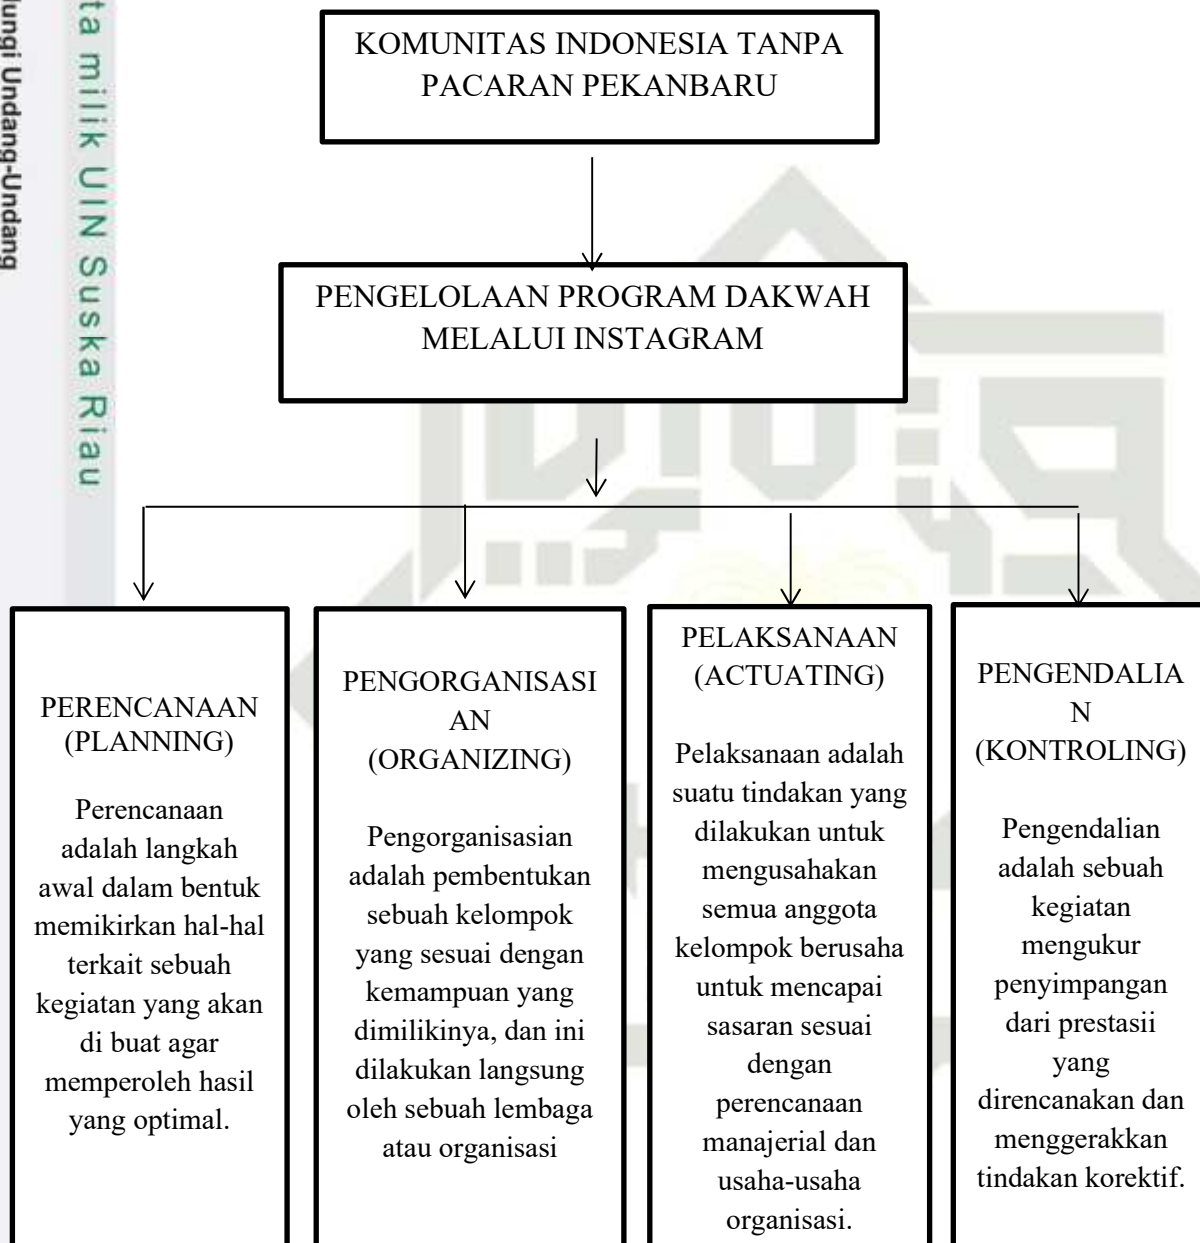 lungi Undang-Undang
ta milik UIN Suska Riau
KOMUNITAS INDONESIA TANPA
PACARAN PEKANBARU
PENGELOLAAN PROGRAM DAKWAH
MELALUI INSTAGRAM
PERENCANAAN
(PLANNING)
Perencanaan
adalah langkah
awal dalam bentuk
memikirkan hal-hal
terkait sebuah
kegiatan yang akan
di buat agar
memperoleh hasil
yang optimal.
PENGORGANISASI
AN
(ORGANIZING)
Pengorganisasian
adalah pembentukan
sebuah kelompok
yang sesuai dengan
kemampuan yang
dimilikinya, dan ini
dilakukan langsung
oleh sebuah lembaga
atau organisasi
PELAKSANAAN
(ACTUATING)
Pelaksanaan adalah
suatu tindakan yang
dilakukan untuk
mengusahakan
semua anggota
kelompok berusaha
untuk mencapai
sasaran sesuai
dengan
perencanaan
manajerial dan
usaha-usaha
organisasi.
PENGENDALIA
N
(KONTROLING)
Pengendalian
adalah sebuah
kegiatan
mengukur
penyimpangan
dari prestasii
yang
direncanakan dan
menggerakkan
tindakan korektif.